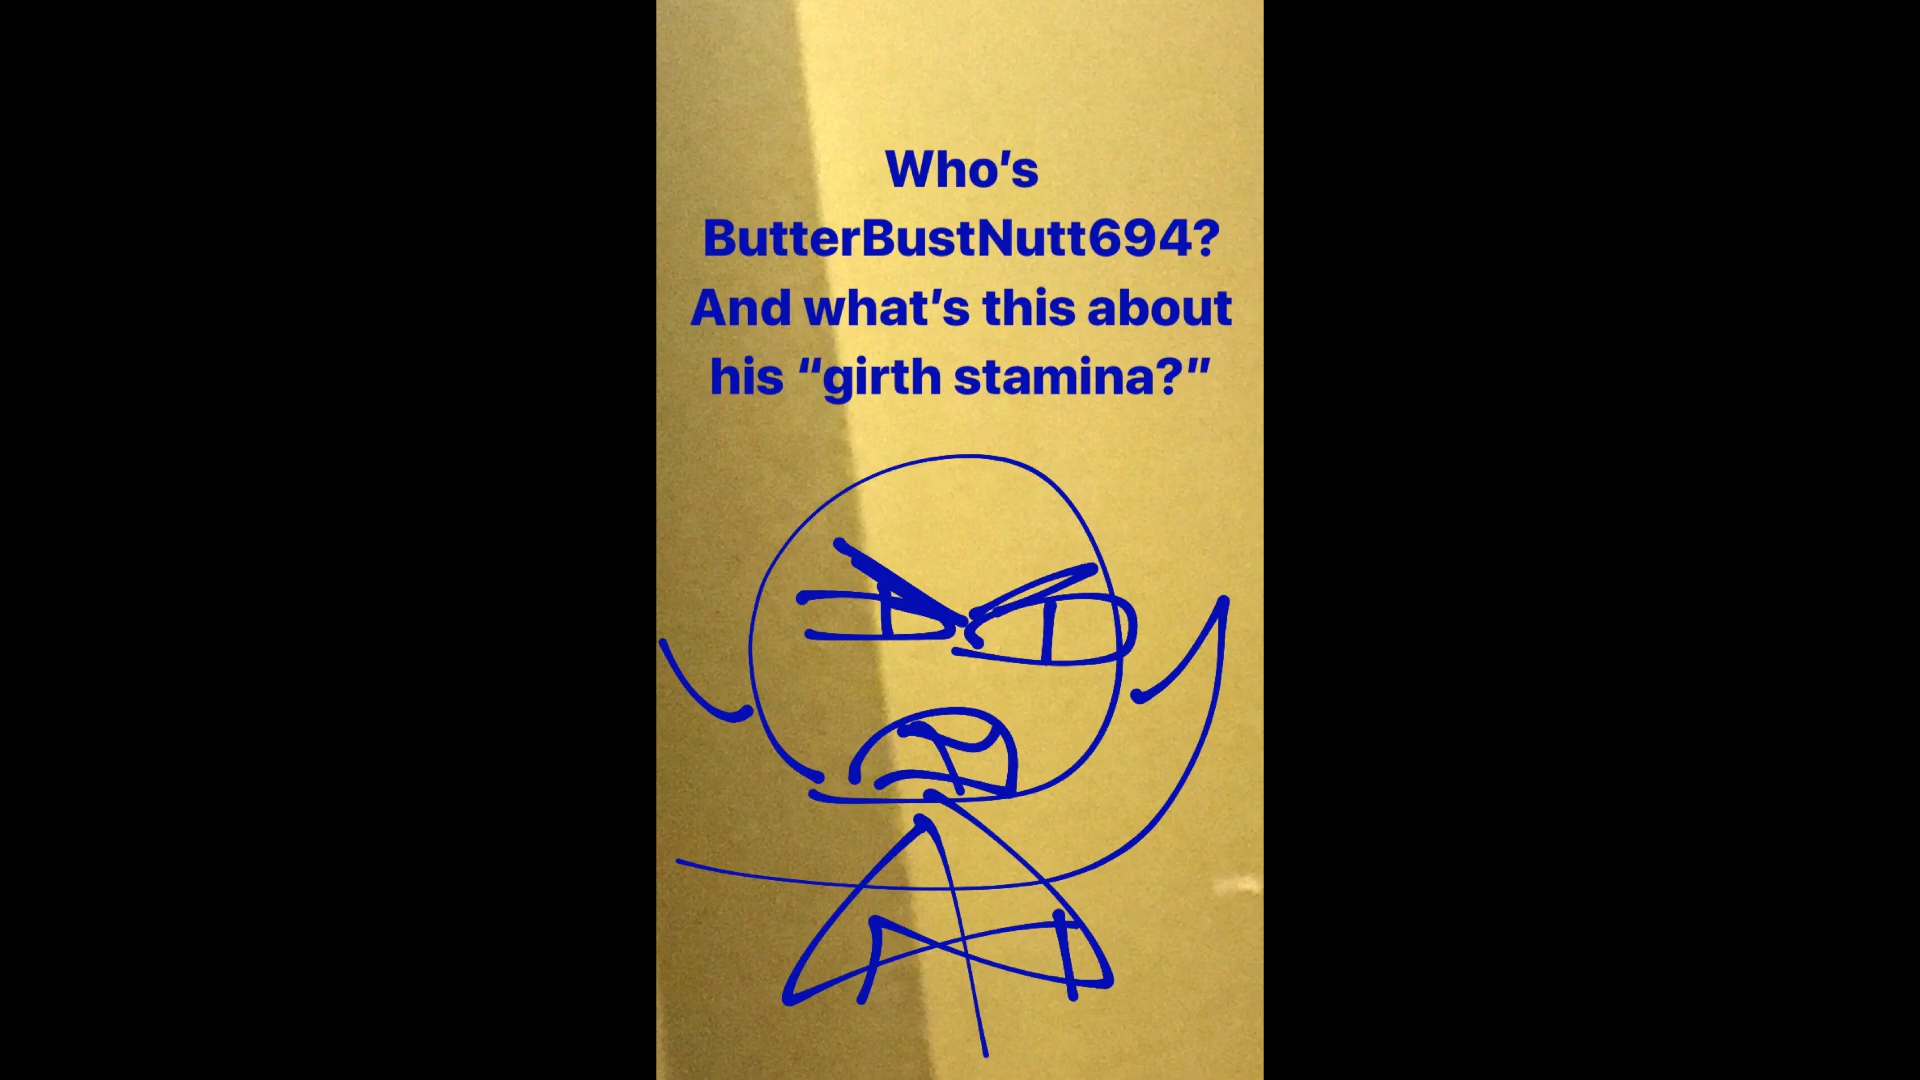 Who's
ButterBustNutt694?
And what's this about
his “girth stamina?”